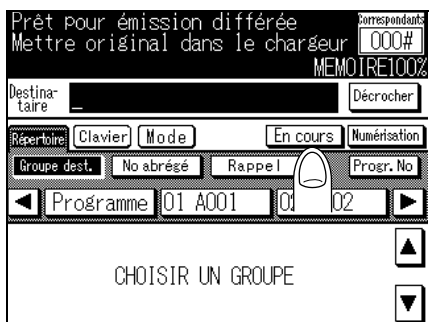 Prêt pour émission différée
Correspondants
Mettre original dans le chargeur 000#
MEMOIRE100%
Destina-
taire _
Décrocher
Répertoire Clavier Mode En cours Numérisation
Groupe dest. No abrégé Rappel Progr. No
Programme 01 A001 02
CHOISIR UN GROUPE